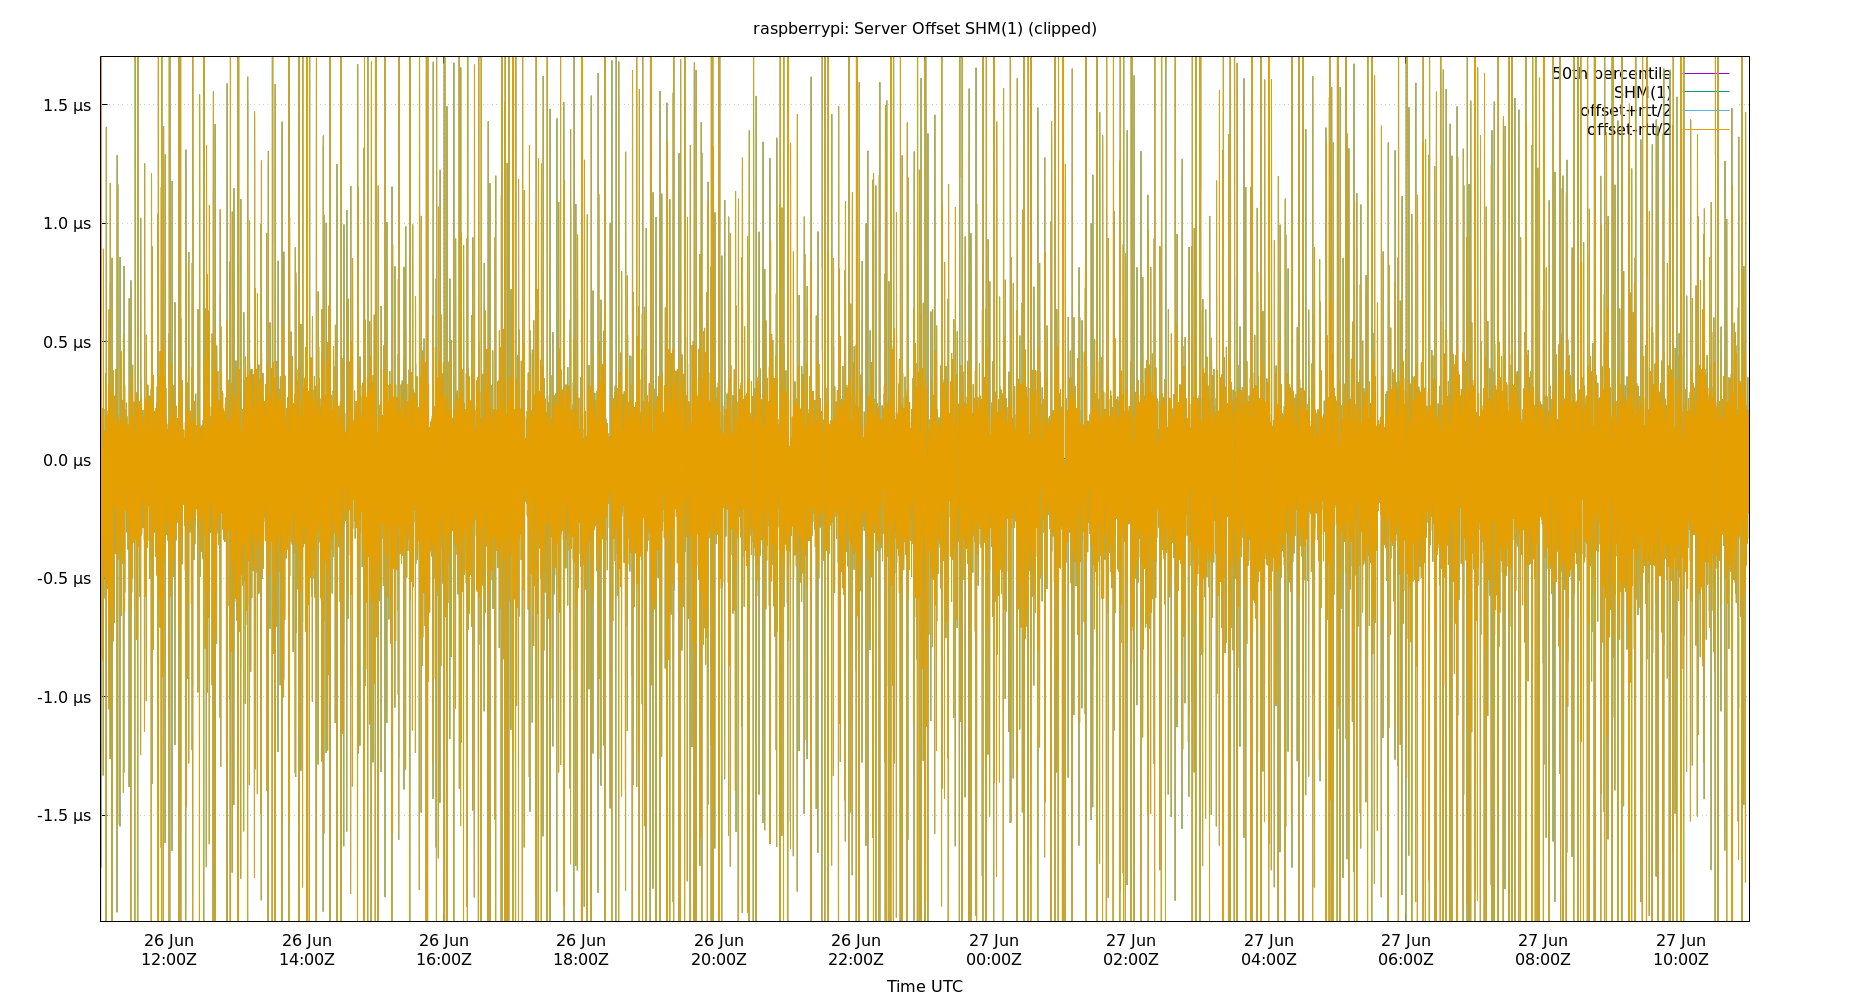 raspberrypi: Server Offset SHM(1) (clipped)
50th percentile
SHM(1)
offset+rtt/2
offset-rtt/2
1.5 µs
1.0 µs
0.5 µs
0.0 µs
-0.5 µs
-1.0 µs
-1.5 µs
26 Jun 26 Jun 26 Jun 26 Jun 26 Jun 26 Jun 27 Jun 27 Jun 27 Jun 27 Jun 27 Jun 27 Jun
12:00Z 14:00Z 16:00Z 18:00Z 20:00Z 22:00Z 00:00Z 02:00Z 04:00Z 06:00Z 08:00Z 10:00Z
Time UTC